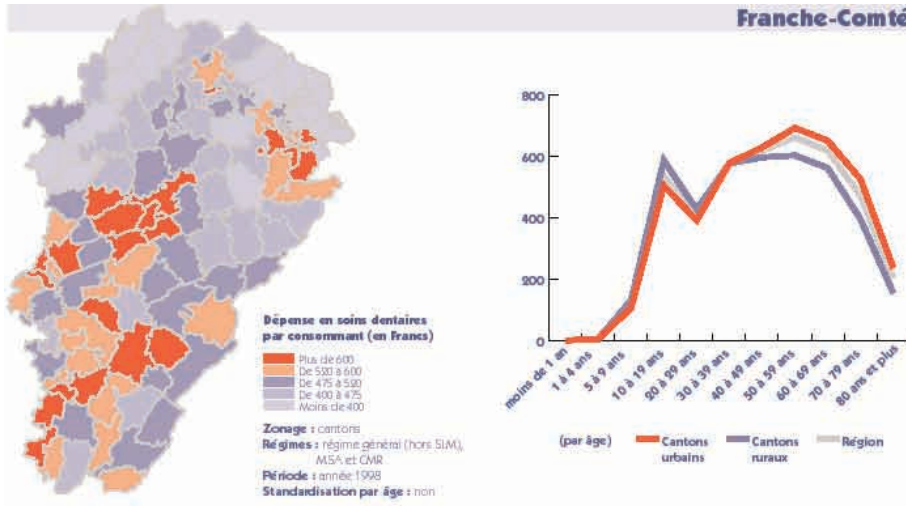 Franche-Comté
Dépense en soins dentaires
par consommant (en Francs)
Plus de 600
De 520 à 600
De 475 à 520
De 400 à 475
Moins de 400
Zonage : cantons
Régimes : régime général (hors SLM),
MSA et CMR
Période : année 1998
Standardisation par âge : non
800
600
400
200
0
moins de 1 an
1 à 4 ans
5 à 9 ans
10 à 19 ans
20 à 29 ans
30 à 39 ans
40 à 49 ans
50 à 59 ans
60 à 69 ans
70 à 79 ans
80 ans et plus
(par âge)
Cantons
urbains
Cantons
ruraux
Région